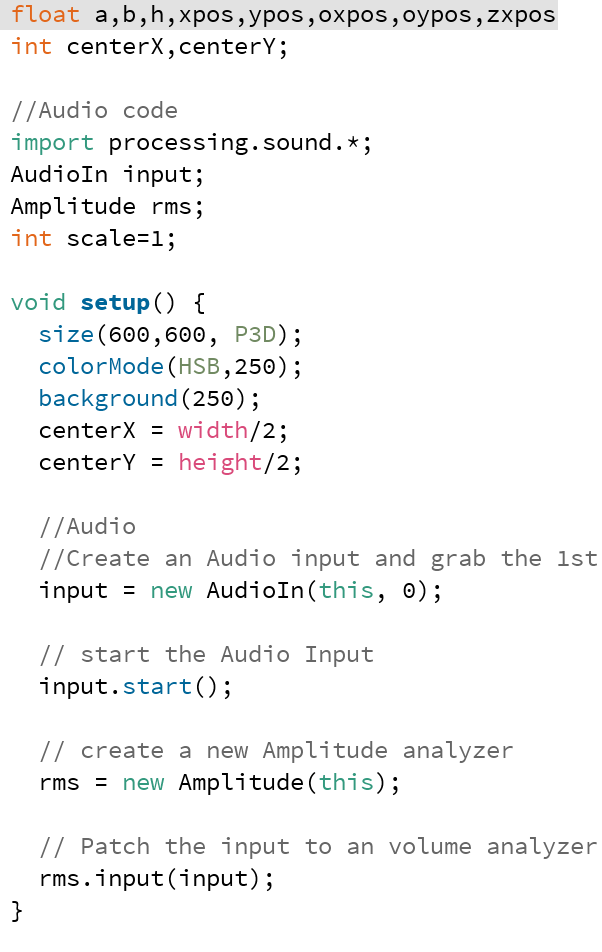 float a,b,h,xpos,ypos,oxpos,oypos,zxpos
int centerX,centerY;

//Audio code
import processing.sound.*;
AudioIn input;
Amplitude rms;
int scale=1;

void setup() {
  size(600,600, P3D);
  colorMode(HSB,250);
  background(250);
  centerX = width/2;
  centerY = height/2;

  //Audio
  //Create an Audio input and grab the 1st
  input = new AudioIn(this, 0);

  // start the Audio Input
  input.start();

  // create a new Amplitude analyzer
  rms = new Amplitude(this);

  // Patch the input to an volume analyzer
  rms.input(input);
}